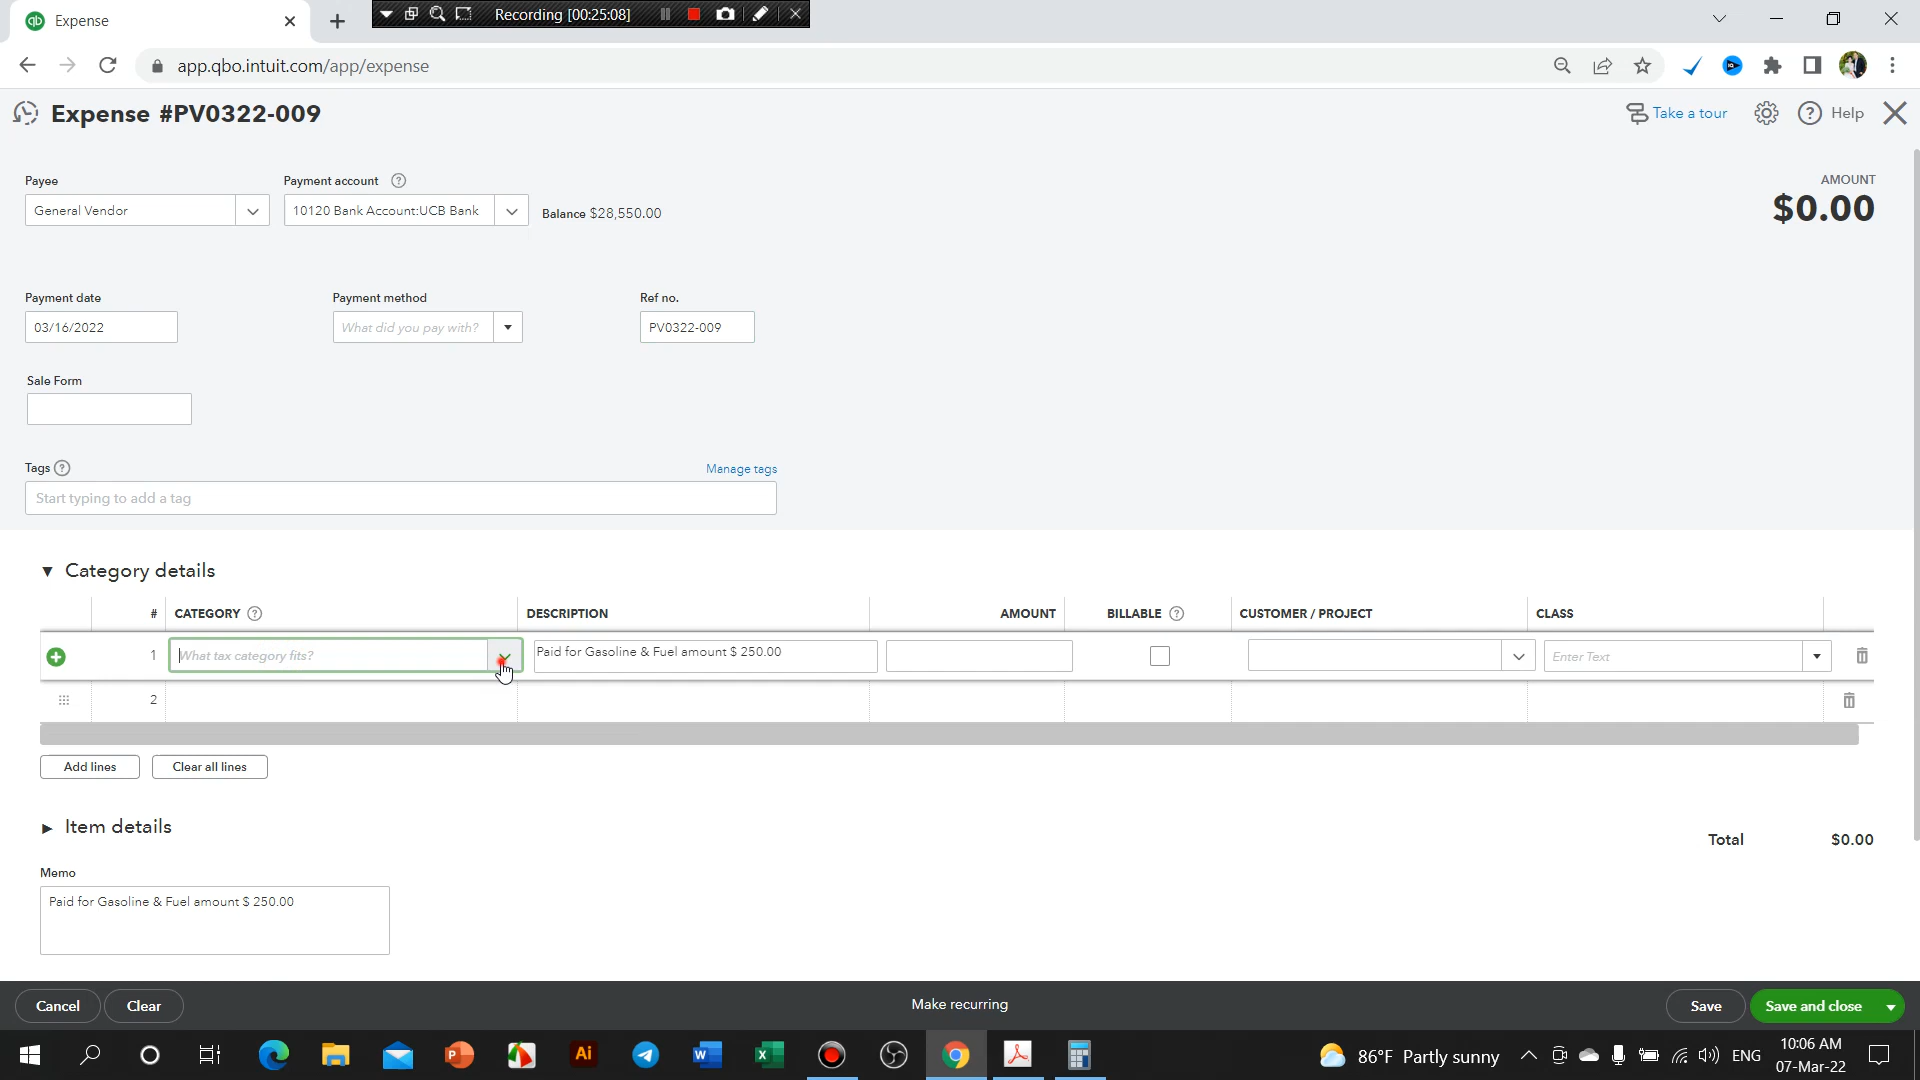 Expense
Recording [00:25:08]
app.qbo.intuit.com/app/expense
Expense #PV0322-009
Take a tour
Help
Payee
Payment account
AMOUNT
General Vendor
10120 Bank Account:UCB Bank
Balance $28,550.00
$0.00
Payment date
Payment method
Ref no.
03/16/2022
What did you pay with?
PV0322-009
Sale Form
Tags
Manage tags
Start typing to add a tag
Category details
# CATEGORY DESCRIPTION AMOUNT BILLABLE CUSTOMER / PROJECT CLASS
1 What tax category fits? Paid for Gasoline & Fuel amount $ 250.00 Enter Text
2
Add lines
Clear all lines
Item details
Total $0.00
Memo
Paid for Gasoline & Fuel amount $ 250.00
Cancel
Clear
Make recurring
Save
Save and close
86°F Partly sunny
ENG
10:06 AM
07-Mar-22